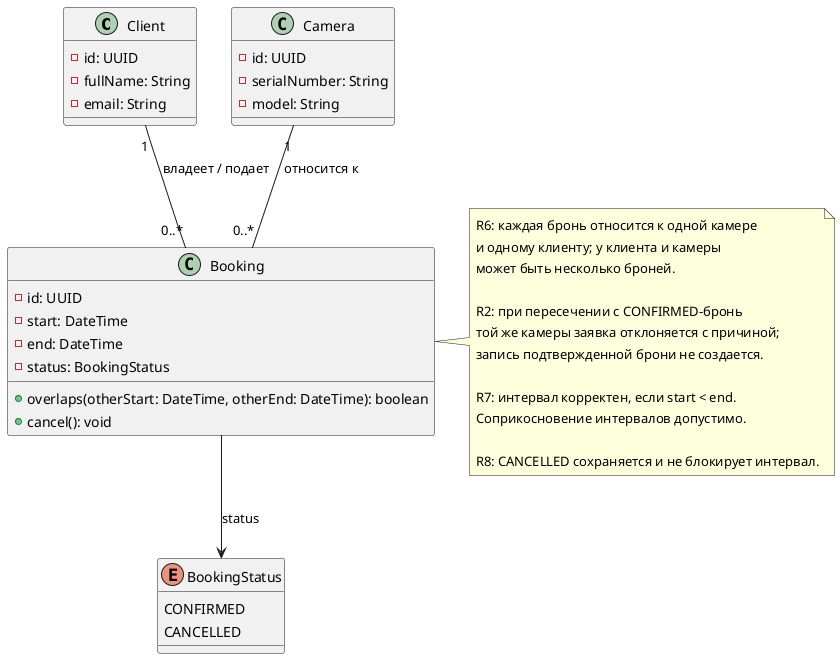 C Client
id: UUID
fullName: String
email: String
C Camera
id: UUID
serialNumber: String
model: String
1
1
владеет / подает
относится к
0..*
0..*
C Booking
id: UUID
start: DateTime
end: DateTime
status: BookingStatus
overlaps(otherStart: DateTime, otherEnd: DateTime): boolean
cancel(): void
R6: каждая бронь относится к одной камере
и одному клиенту; у клиента и камеры
может быть несколько броней.
R2: при пересечении с CONFIRMED-бронь
той же камеры заявка отклоняется с причиной;
запись подтвержденной брони не создается.
R7: интервал корректен, если start < end.
Соприкосновение интервалов допустимо.
R8: CANCELLED сохраняется и не блокирует интервал.
status
E BookingStatus
CONFIRMED
CANCELLED